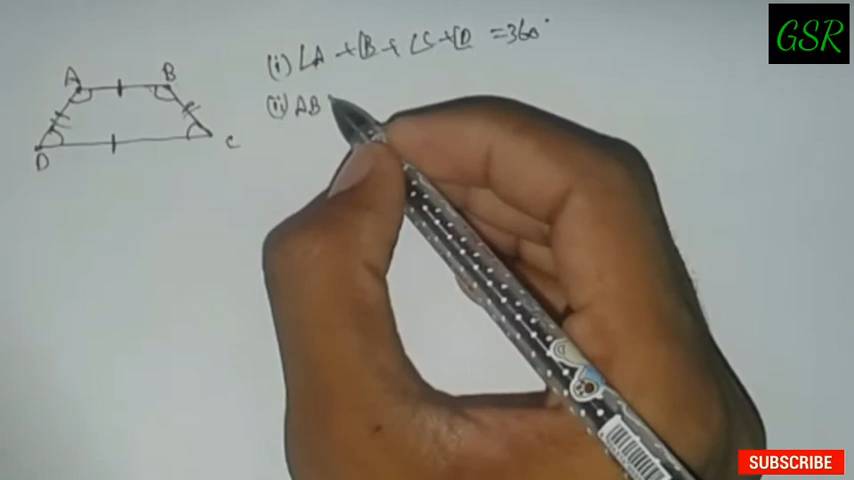 GSR
(i) ∠A + ∠B + ∠C + ∠D = 360°
A B
(ii) AB
D C
SUBSCRIBE